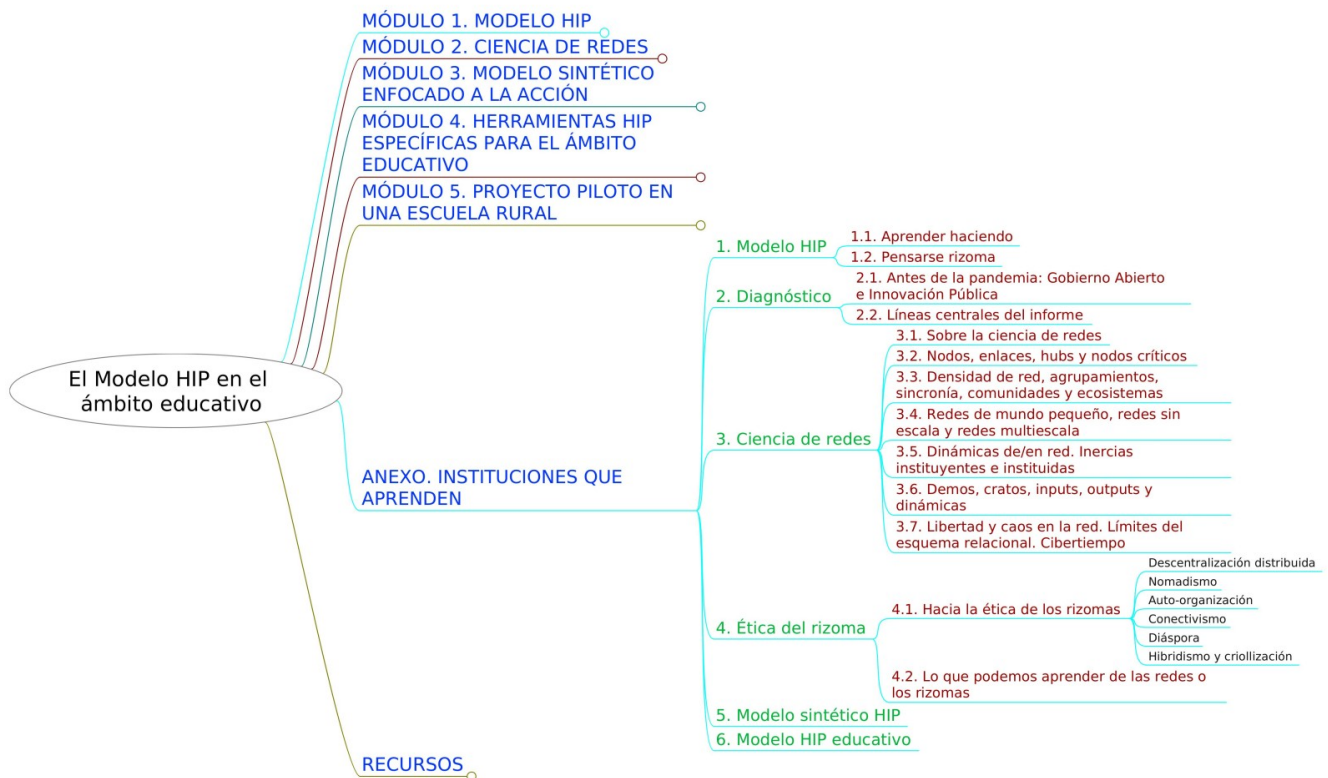 El Modelo HIP en el
ámbito educativo
MÓDULO 1. MODELO HIP
MÓDULO 2. CIENCIA DE REDES
MÓDULO 3. MODELO SINTÉTICO
ENFOCADO A LA ACCIÓN
MÓDULO 4. HERRAMIENTAS HIP
ESPECÍFICAS PARA EL ÁMBITO
EDUCATIVO
MÓDULO 5. PROYECTO PILOTO EN
UNA ESCUELA RURAL
ANEXO. INSTITUCIONES QUE
APRENDEN
1. Modelo HIP
1.1. Aprender haciendo
1.2. Pensarse rizoma
2. Diagnóstico
2.1. Antes de la pandemia: Gobierno Abierto
e Innovación Pública
2.2. Líneas centrales del informe
3. Ciencia de redes
3.1. Sobre la ciencia de redes
3.2. Nodos, enlaces, hubs y nodos críticos
3.3. Densidad de red, agrupamientos,
sincronía, comunidades y ecosistemas
3.4. Redes de mundo pequeño, redes sin
escala y redes multiescala
3.5. Dinámicas de/en red. Inercias
instituyentes e instituidas
3.6. Demos, cratos, inputs, outputs y
dinámicas
3.7. Libertad y caos en la red. Límites del
esquema relacional. Cibertiempo
4. Ética del rizoma
4.1. Hacia la ética de los rizomas
Descentralización distribuida
Nomadismo
Auto-organización
Conectivismo
Diáspora
Hibridismo y criollización
4.2. Lo que podemos aprender de las redes o
los rizomas
5. Modelo sintético HIP
6. Modelo HIP educativo
RECURSOS